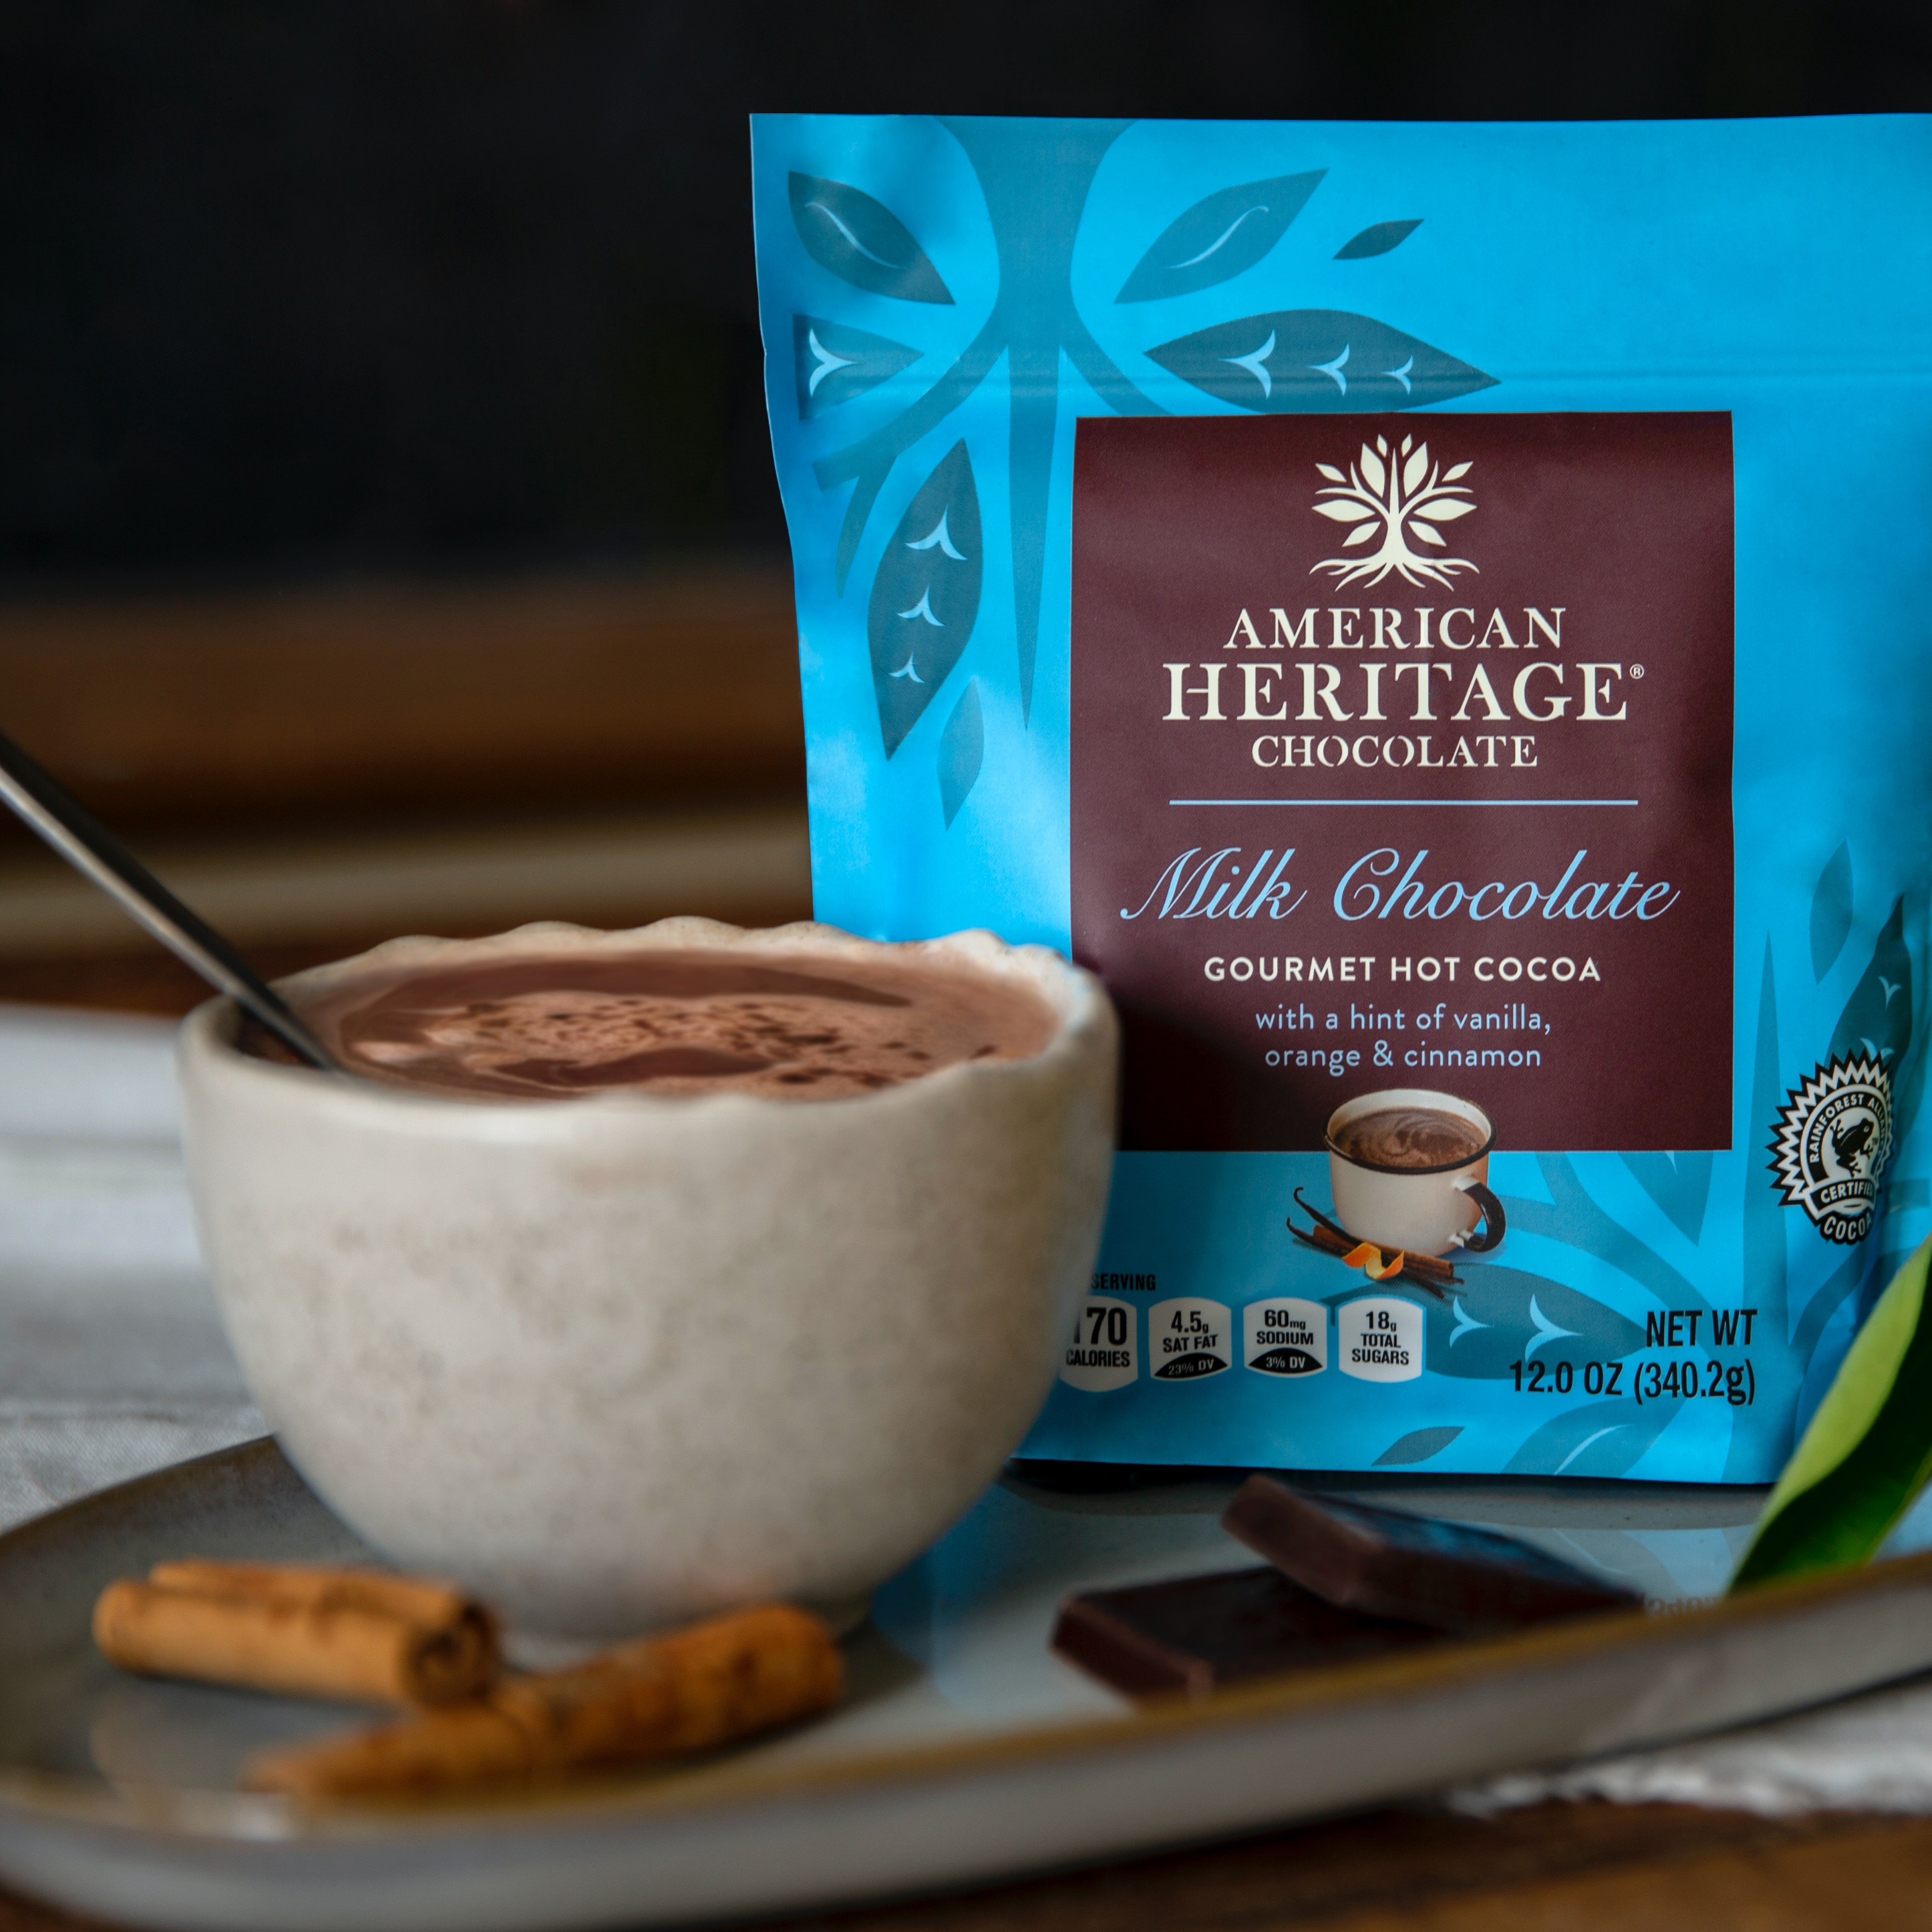 AMERICAN
HERITAGE®
CHOCOLATE
Milk Chocolate
GOURMET HOT COCOA
with a hint of vanilla,
orange & cinnamon
RAINFOREST
CERTIFIED
COCOA
SERVING
170
CALORIES
4.5g
SAT FAT
23% DV
60mg
SODIUM
3% DV
18g
TOTAL
SUGARS
NET WT
12.0 OZ (340.2g)